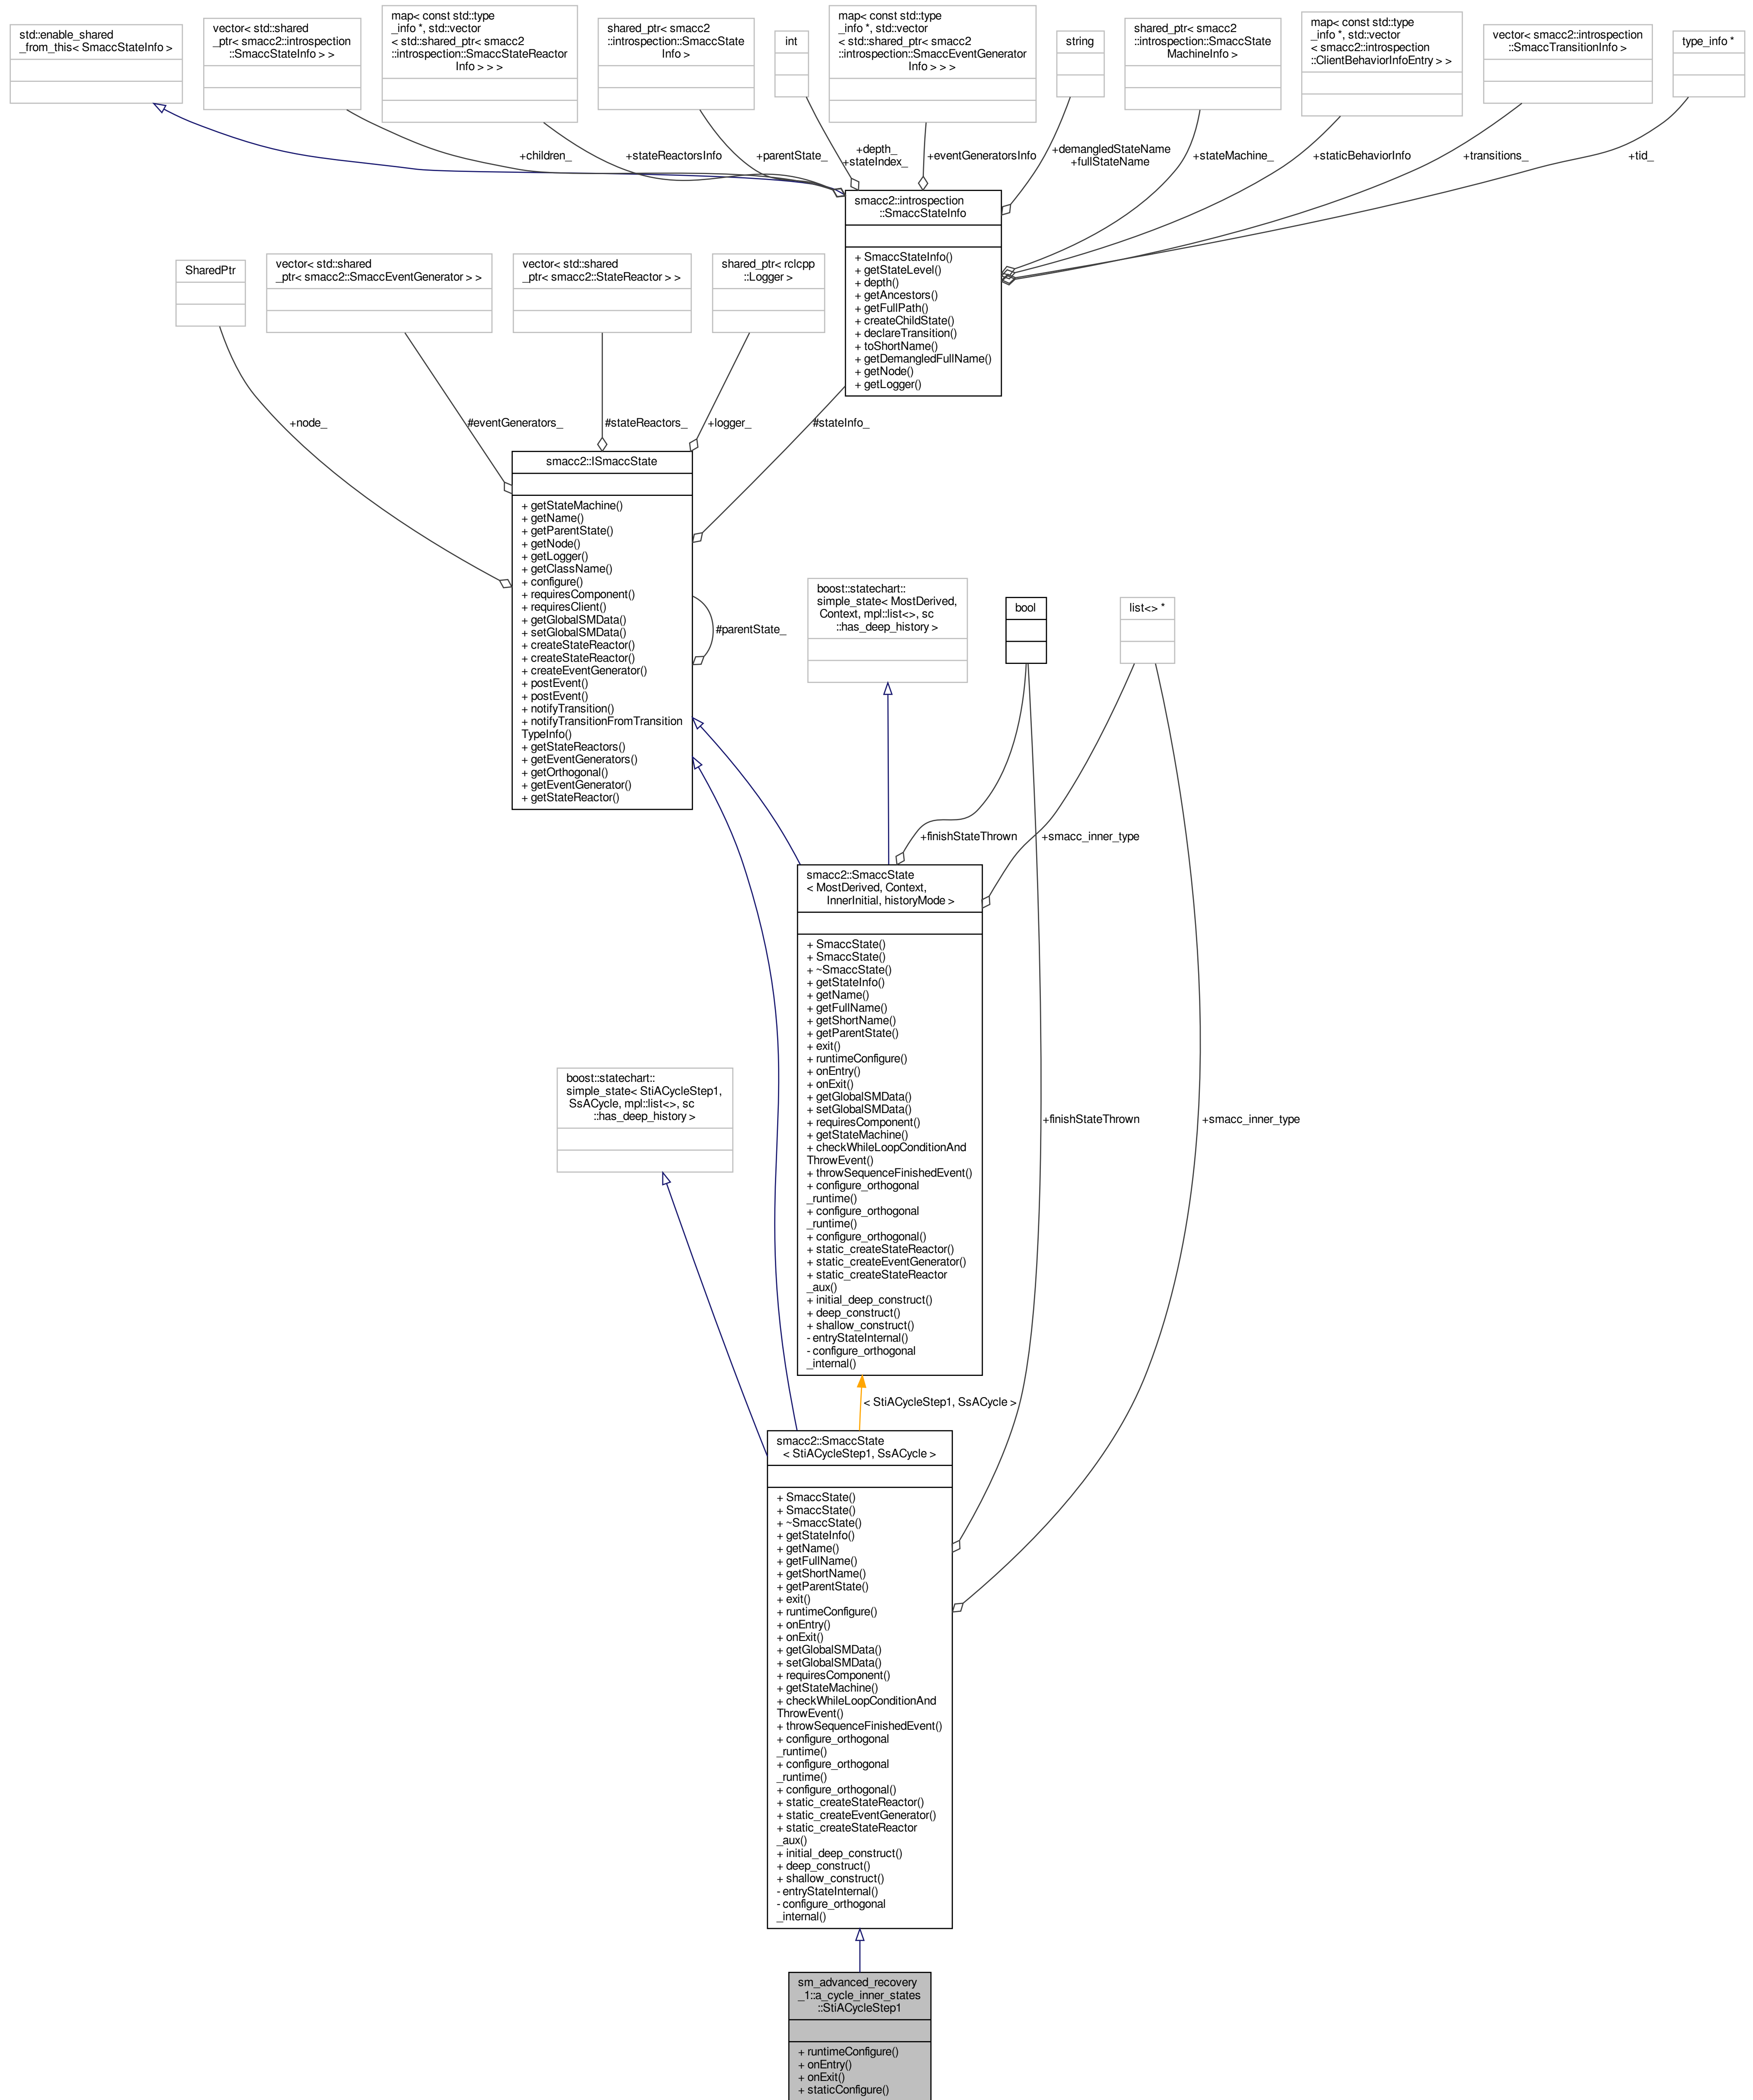 std::enable_shared
_from_this< SmaccStateInfo >
vector< std::shared
_ptr< smacc2::introspection
::SmaccStateInfo > >
map< const std::type
_info *, std::vector
< std::shared_ptr< smacc2
::introspection::SmaccStateReactor
Info > > >
shared_ptr< smacc2
::introspection::SmaccState
Info >
int
map< const std::type
_info *, std::vector
< std::shared_ptr< smacc2
::introspection::SmaccEventGenerator
Info > > >
string
shared_ptr< smacc2
::introspection::SmaccState
MachineInfo >
map< const std::type
_info *, std::vector
< smacc2::introspection
::ClientBehaviorInfoEntry > >
vector< smacc2::introspection
::SmaccTransitionInfo >
type_info *
+children_
+stateReactorsInfo
+parentState_
+depth_
+stateIndex_
+eventGeneratorsInfo
+demangledStateName
+fullStateName
+stateMachine_
+staticBehaviorInfo
+transitions_
+tid_
smacc2::introspection
::SmaccStateInfo
+ SmaccStateInfo()
+ getStateLevel()
+ depth()
+ getAncestors()
+ getFullPath()
+ createChildState()
+ declareTransition()
+ toShortName()
+ getDemangledFullName()
+ getNode()
+ getLogger()
SharedPtr
vector< std::shared
_ptr< smacc2::SmaccEventGenerator > >
vector< std::shared
_ptr< smacc2::StateReactor > >
shared_ptr< rclcpp
::Logger >
+node_
#eventGenerators_
#stateReactors_
+logger_
#stateInfo_
smacc2::ISmaccState
+ getStateMachine()
+ getName()
+ getParentState()
+ getNode()
+ getLogger()
+ getClassName()
+ configure()
+ requiresComponent()
+ requiresClient()
+ getGlobalSMData()
+ setGlobalSMData()
+ createStateReactor()
+ createStateReactor()
+ createEventGenerator()
+ postEvent()
+ postEvent()
+ notifyTransition()
+ notifyTransitionFromTransition
TypeInfo()
+ getStateReactors()
+ getEventGenerators()
+ getOrthogonal()
+ getEventGenerator()
+ getStateReactor()
#parentState_
boost::statechart::
simple_state< MostDerived,
Context, mpl::list<>, sc
::has_deep_history >
bool
list<> *
+finishStateThrown
+smacc_inner_type
smacc2::SmaccState
< MostDerived, Context,
InnerInitial, historyMode >
+ SmaccState()
+ SmaccState()
+ ~SmaccState()
+ getStateInfo()
+ getName()
+ getFullName()
+ getShortName()
+ getParentState()
+ exit()
+ runtimeConfigure()
+ onEntry()
+ onExit()
+ getGlobalSMData()
+ setGlobalSMData()
+ requiresComponent()
+ getStateMachine()
+ checkWhileLoopConditionAnd
ThrowEvent()
+ throwSequenceFinishedEvent()
+ configure_orthogonal
_runtime()
+ configure_orthogonal
_runtime()
+ configure_orthogonal()
+ static_createStateReactor()
+ static_createEventGenerator()
+ static_createStateReactor
_aux()
+ initial_deep_construct()
+ deep_construct()
+ shallow_construct()
- entryStateInternal()
- configure_orthogonal
_internal()
boost::statechart::
simple_state< StiACycleStep1,
SsACycle, mpl::list<>, sc
::has_deep_history >
+finishStateThrown
+smacc_inner_type
< StiACycleStep1, SsACycle >
smacc2::SmaccState
< StiACycleStep1, SsACycle >
+ SmaccState()
+ SmaccState()
+ ~SmaccState()
+ getStateInfo()
+ getName()
+ getFullName()
+ getShortName()
+ getParentState()
+ exit()
+ runtimeConfigure()
+ onEntry()
+ onExit()
+ getGlobalSMData()
+ setGlobalSMData()
+ requiresComponent()
+ getStateMachine()
+ checkWhileLoopConditionAnd
ThrowEvent()
+ throwSequenceFinishedEvent()
+ configure_orthogonal
_runtime()
+ configure_orthogonal
_runtime()
+ configure_orthogonal()
+ static_createStateReactor()
+ static_createEventGenerator()
+ static_createStateReactor
_aux()
+ initial_deep_construct()
+ deep_construct()
+ shallow_construct()
- entryStateInternal()
- configure_orthogonal
_internal()
sm_advanced_recovery
_1::a_cycle_inner_states
::StiACycleStep1
+ runtimeConfigure()
+ onEntry()
+ onExit()
+ staticConfigure()